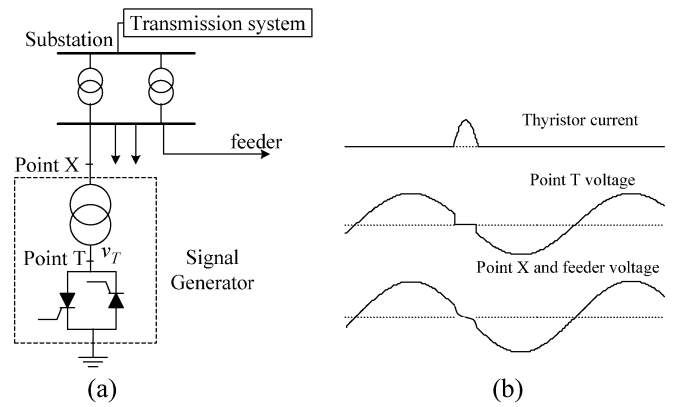 Transmission system
Substation
feeder
Point X
Point T
v_T
Signal
Generator
(a)
Thyristor current
Point T voltage
Point X and feeder voltage
(b)